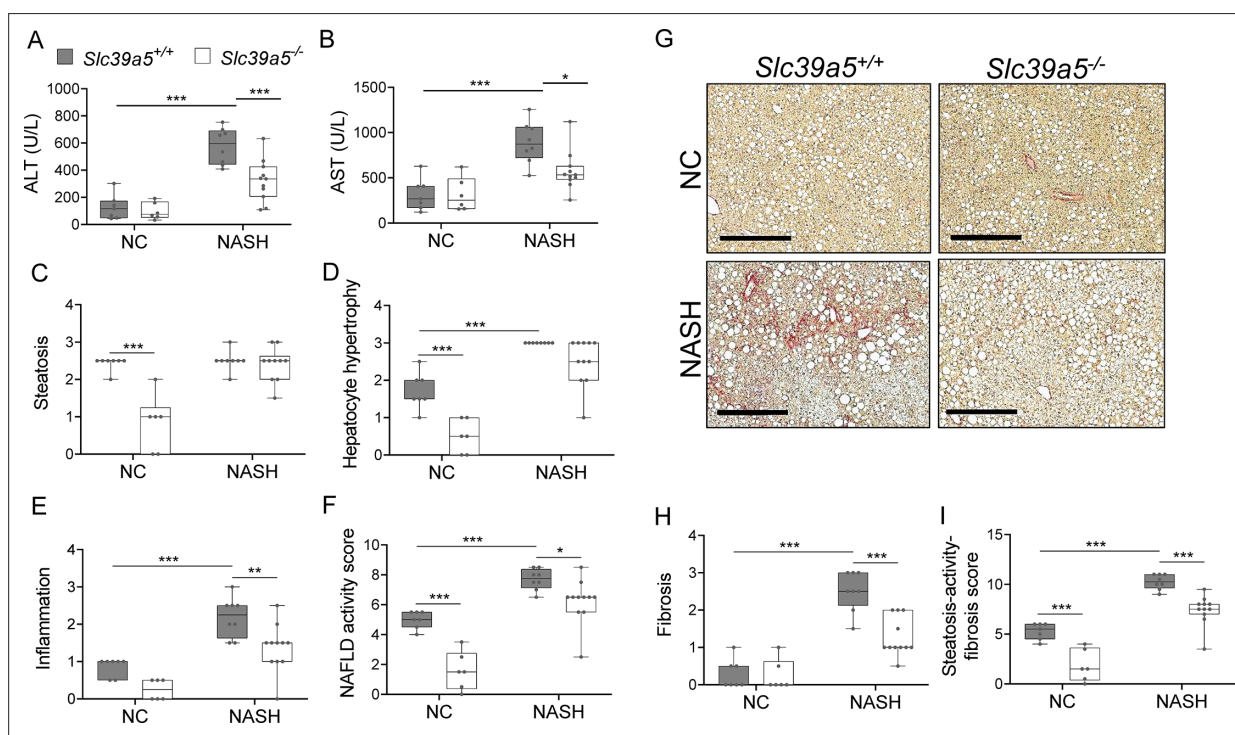 A
Slc39a5+/+
Slc39a5-/-
***
***
ALT (U/L)
1000
800
600
400
200
0
NC
NASH
B
***
*
AST (U/L)
1500
1000
500
0
NC
NASH
C
***
Steatosis
4
3
2
1
0
NC
NASH
D
***
***
Hepatocyte hypertrophy
4
3
2
1
0
NC
NASH
E
***
**
Inflammation
4
3
2
1
0
NC
NASH
F
***
*
***
NAFLD activity score
10
8
6
4
2
0
NC
NASH
G
Slc39a5+/+
Slc39a5-/-
NC
NASH
H
***
***
Fibrosis
4
3
2
1
0
NC
NASH
I
***
***
***
Steatosis-activity-
fibrosis score
15
10
5
0
NC
NASH